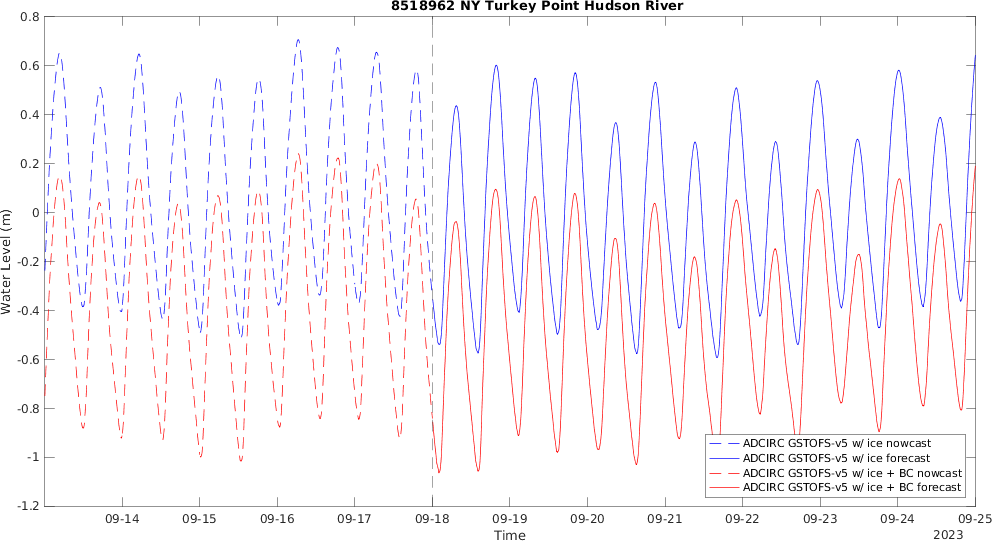 8518962 NY Turkey Point Hudson River
0.8
0.6
0.4
0.2
0
-0.2
-0.4
-0.6
-0.8
-1
-1.2
Water Level (m)
09-14 09-15 09-16 09-17 09-18 09-19 09-20 09-21 09-22 09-23 09-24 09-25
Time
2023
ADCIRC GSTOFS-v5 w/ ice nowcast
ADCIRC GSTOFS-v5 w/ ice forecast
ADCIRC GSTOFS-v5 w/ ice + BC nowcast
ADCIRC GSTOFS-v5 w/ ice + BC forecast